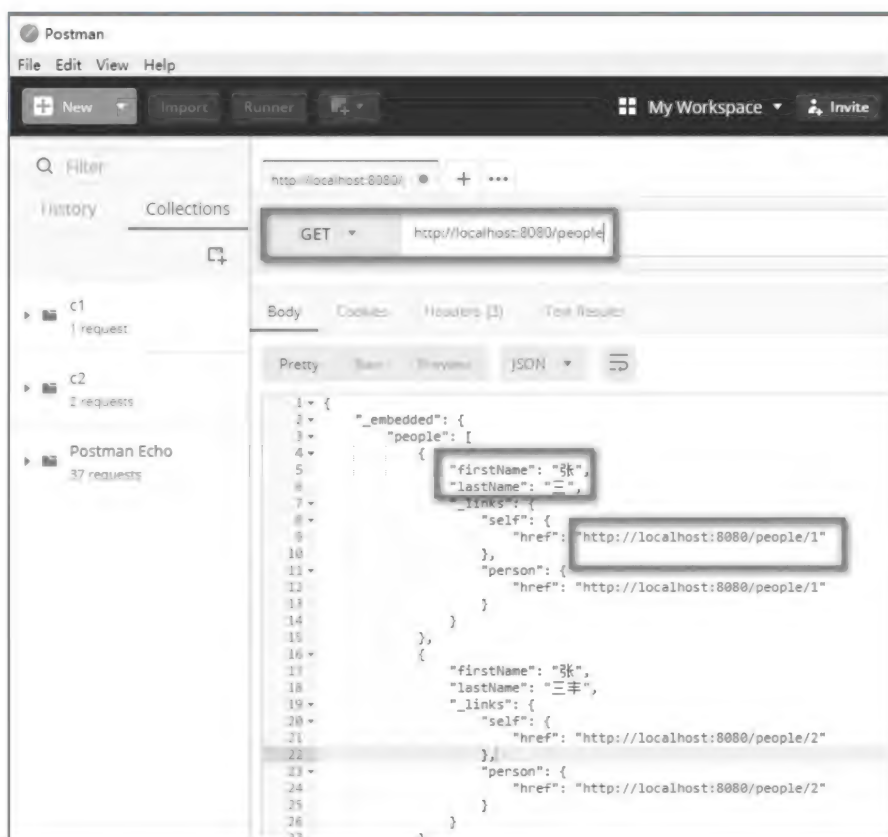 Postman
File Edit View Help
New Import Runner My Workspace Invite
Filter
http://localhost:8080/ + •••
History Collections
GET http://localhost:8080/people
c1
1 request
Body Cookies Headers (3) Test Results
c2
2 requests
Pretty Raw Preview JSON
Postman Echo
37 requests
1 {
2 "_embedded": {
3 "people": [
4 {
5 "firstName": "张",
6 "lastName": "三",
7 "_links": {
8 "self": {
9 "href": "http://localhost:8080/people/1"
10 },
11 "person": {
12 "href": "http://localhost:8080/people/1"
13 }
14 }
15 },
16 {
17 "firstName": "张",
18 "lastName": "三丰",
19 "_links": {
20 "self": {
21 "href": "http://localhost:8080/people/2"
22 },
23 "person": {
24 "href": "http://localhost:8080/people/2"
25 }
26 }